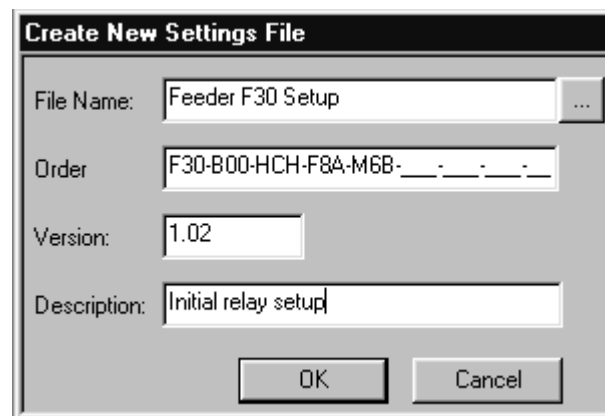 Create New Settings File
File Name: Feeder F30 Setup ...
Order F30-B00-HCH-F8A-M6B-___-___-___-__
Version: 1.02
Description: Initial relay setup
OK Cancel